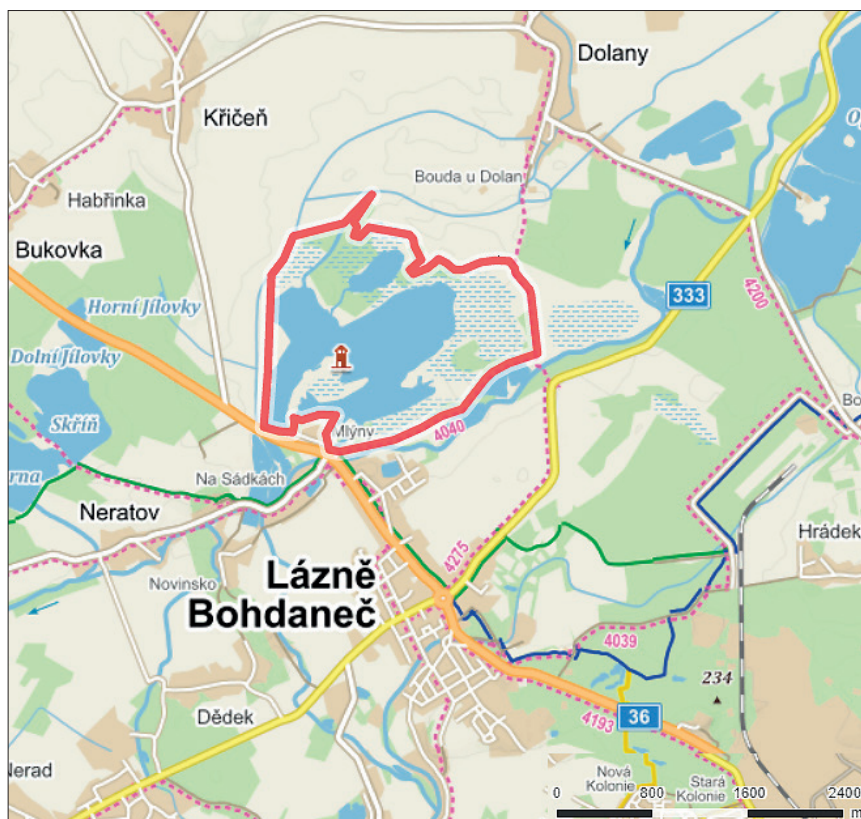 Dolany
Křičeň
Bouda u Dolan
Habřinka
Bukovka
333
4200
Horní Jílovky
Dolní Jílovky
Skříň
Mlýny
4040
Na Sádkách
Neratov
Hrádek
4275
Lázně
Bohdaneč
Novinsko
4039
234
Dědek
36
4193
Nerad
Nová
Kolonie
Stará
Kolonie
0 800 1600 2400
m